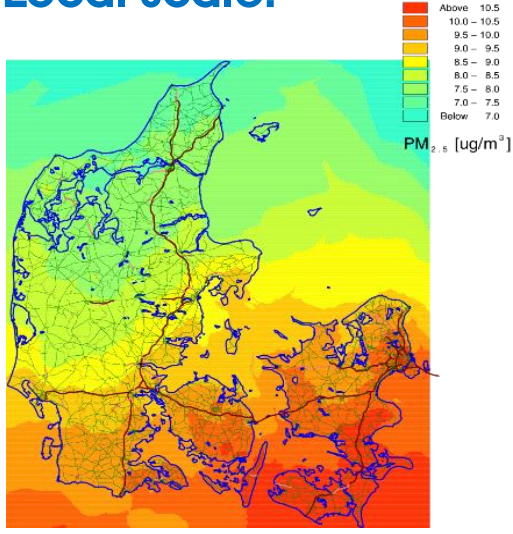 Local scale:
Above 10.5
10.0 – 10.5
9.5 – 10.0
9.0 – 9.5
8.5 – 9.0
8.0 – 8.5
7.5 – 8.0
7.0 – 7.5
Below 7.0
PM2.5 [ug/m³]